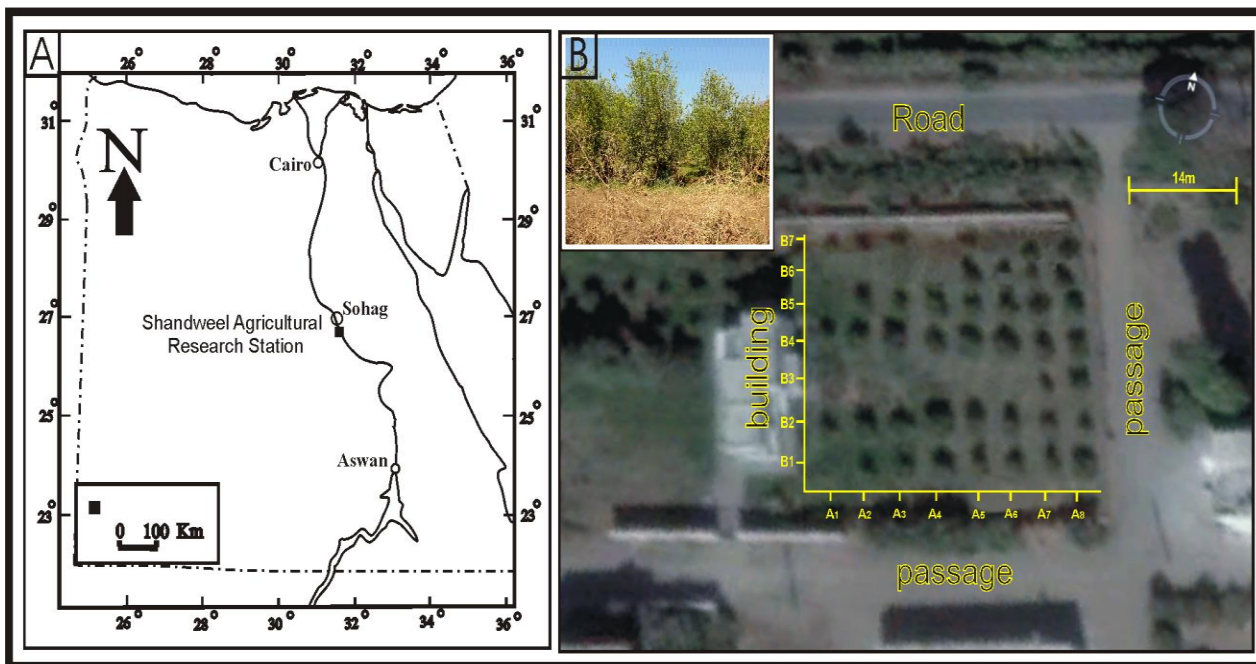 A
26° 28° 30° 32° 34° 36°
31° 31°
N
Cairo
29° 29°
27° 27°
Sohag
Shandweel Agricultural
Research Station
25° 25°
Aswan
23° 23°
0 100 Km
26° 28° 30° 32° 34° 36°
B
Road
N
14m
B7
B6
B5
B4
B3
B2
B1
building
passage
A1 A2 A3 A4 A5 A6 A7 A8
passage